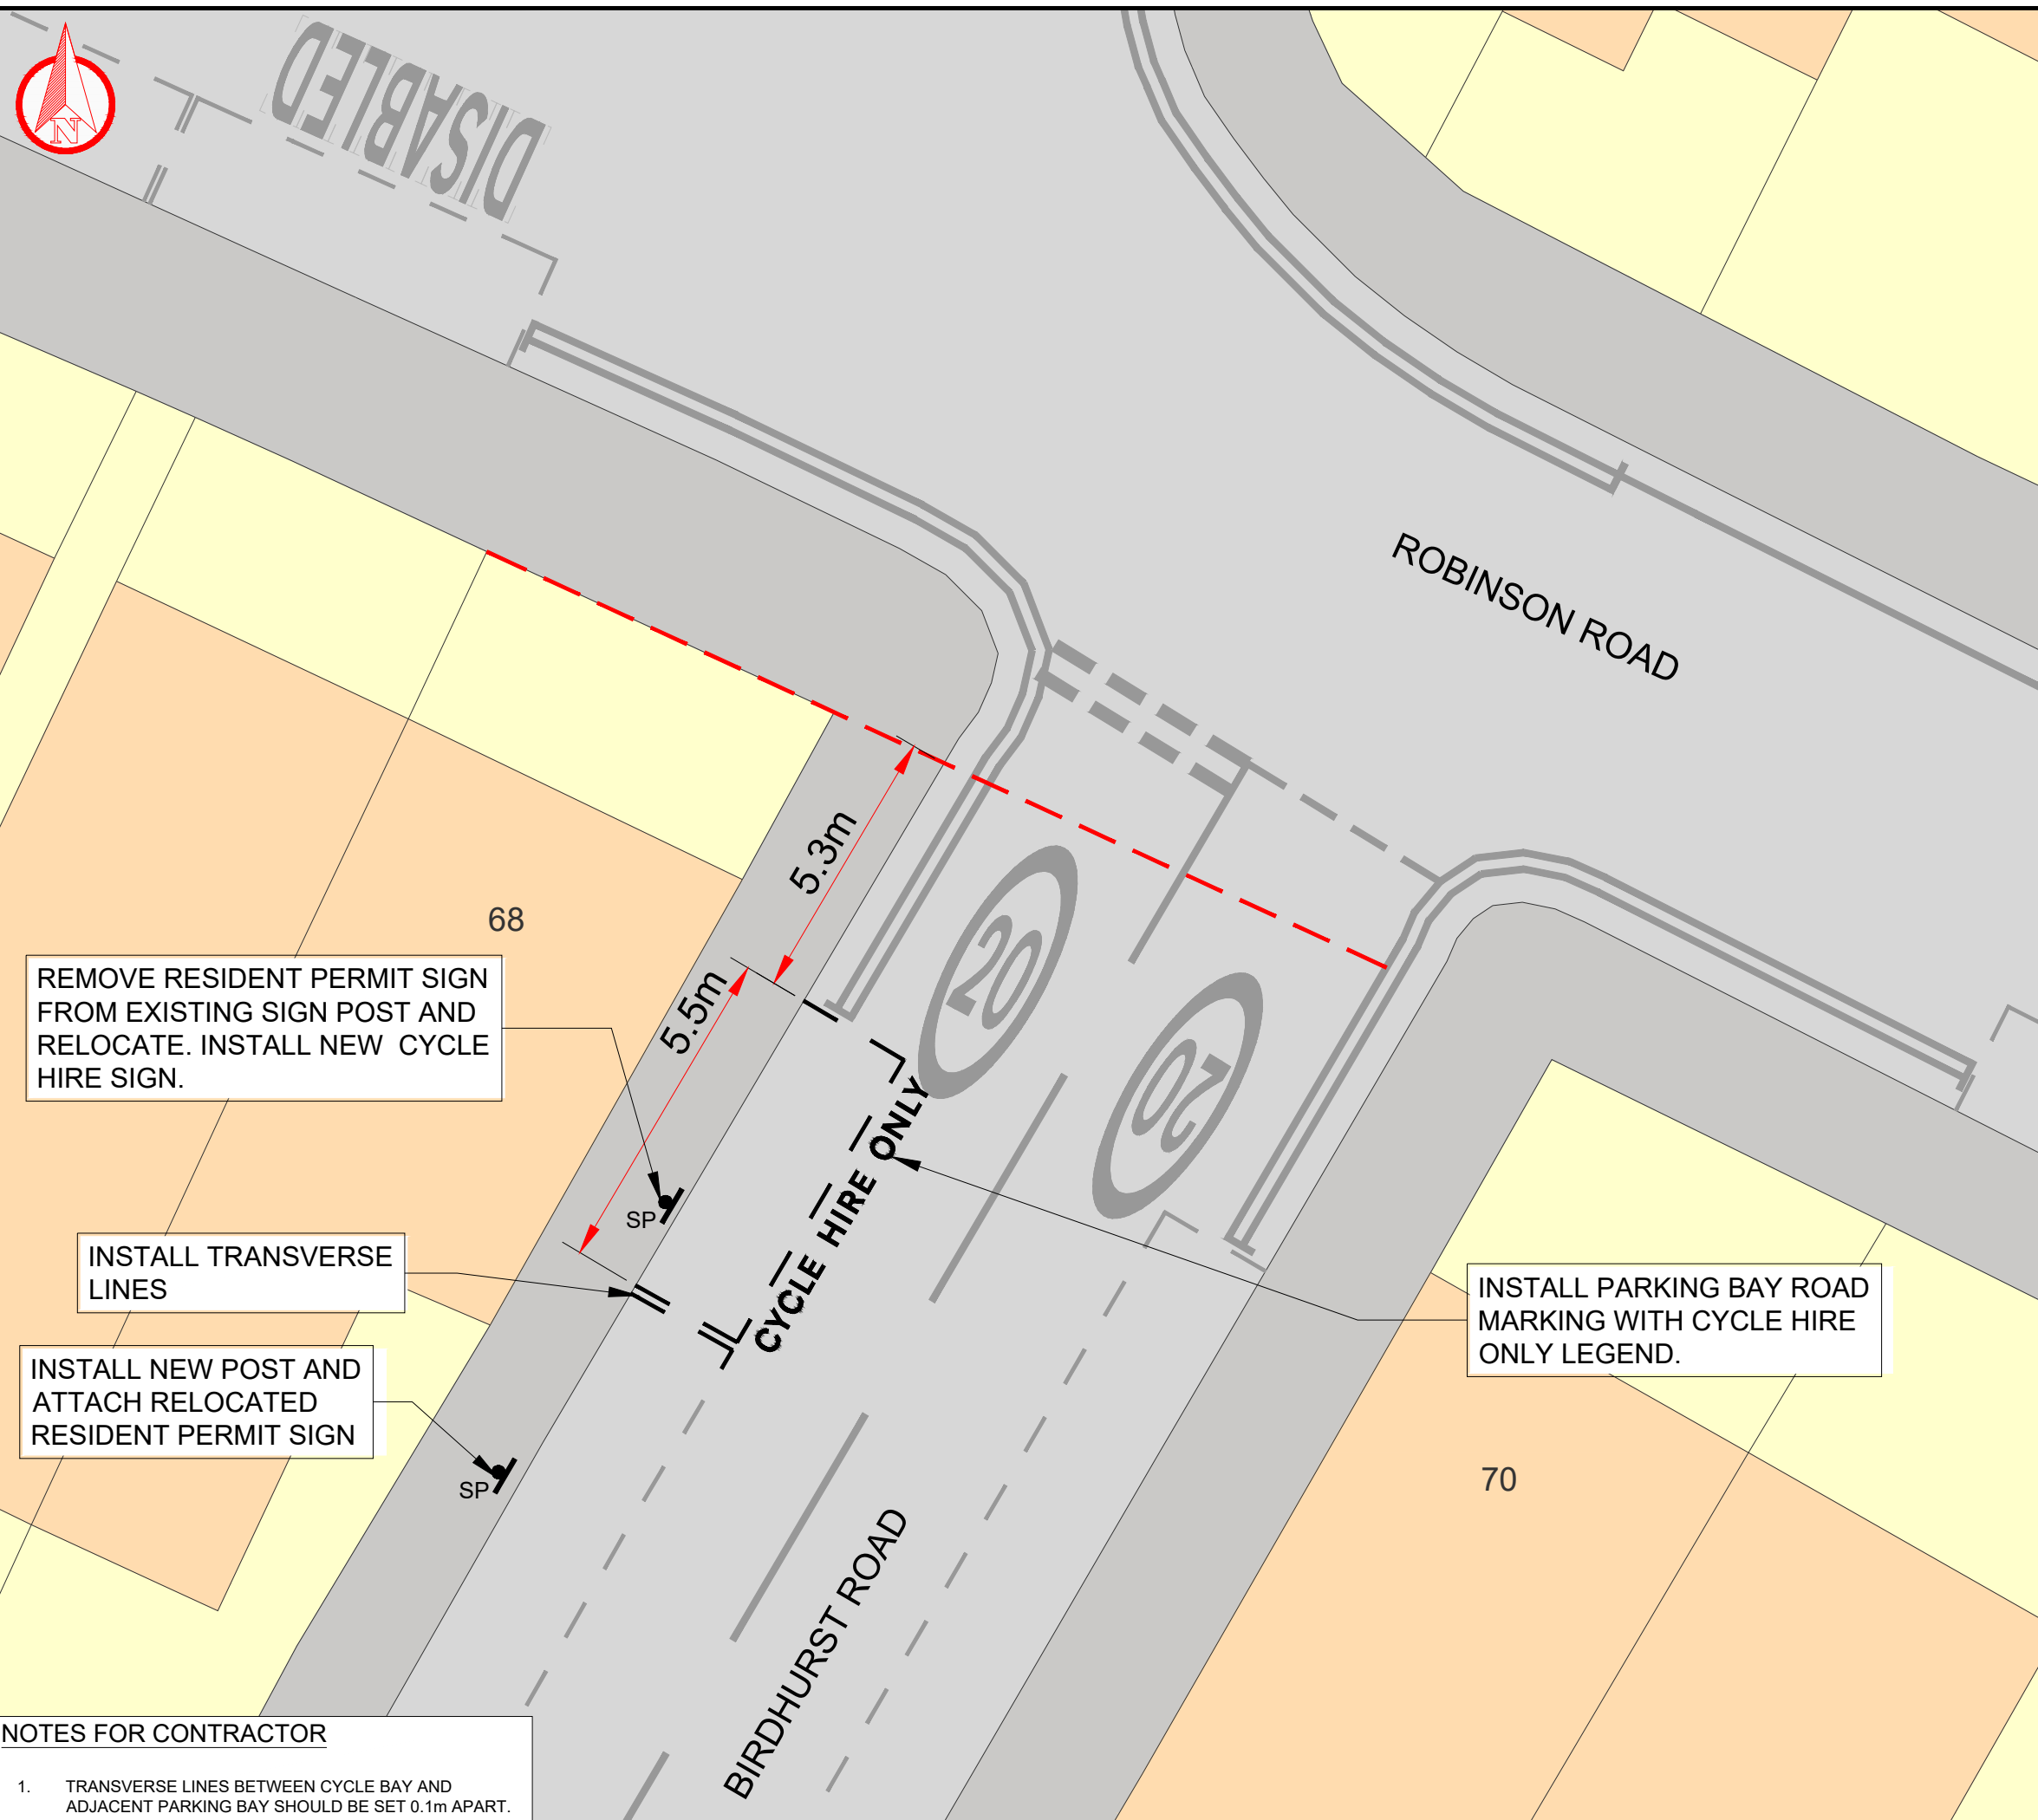 N
DISABLED
ROBINSON ROAD
5.3m
68
20
REMOVE RESIDENT PERMIT SIGN
FROM EXISTING SIGN POST AND
RELOCATE. INSTALL NEW CYCLE
HIRE SIGN.
5.5m
20
CYCLE HIRE ONLY
SP
INSTALL TRANSVERSE
LINES
INSTALL PARKING BAY ROAD
MARKING WITH CYCLE HIRE
ONLY LEGEND.
INSTALL NEW POST AND
ATTACH RELOCATED
RESIDENT PERMIT SIGN
SP
70
BIRDHURST ROAD
NOTES FOR CONTRACTOR
1. TRANSVERSE LINES BETWEEN CYCLE BAY AND
ADJACENT PARKING BAY SHOULD BE SET 0.1m APART.